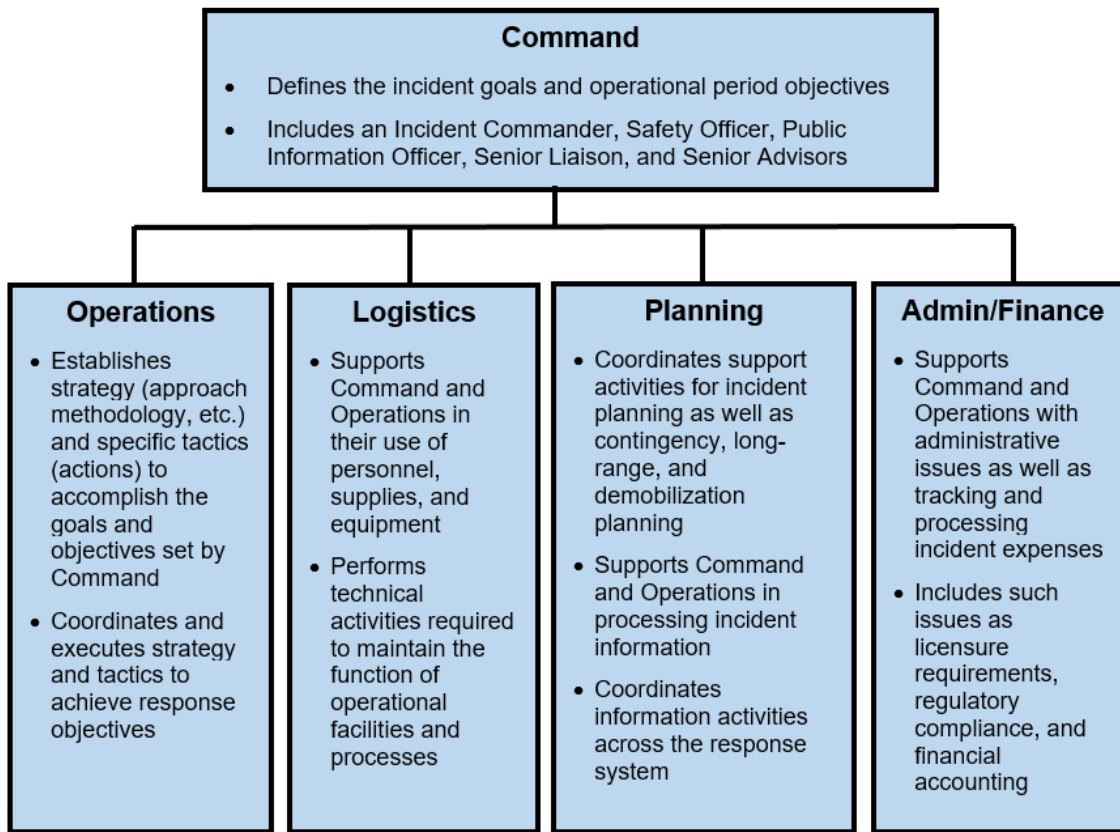 Command
• Defines the incident goals and operational period objectives
• Includes an Incident Commander, Safety Officer, Public
Information Officer, Senior Liaison, and Senior Advisors
Operations
• Establishes
strategy (approach
methodology, etc.)
and specific tactics
(actions) to
accomplish the
goals and
objectives set by
Command
• Coordinates and
executes strategy
and tactics to
achieve response
objectives
Logistics
• Supports
Command and
Operations in
their use of
personnel,
supplies, and
equipment
• Performs
technical
activities required
to maintain the
function of
operational
facilities and
processes
Planning
• Coordinates support
activities for incident
planning as well as
contingency, long-
range, and
demobilization
planning
• Supports Command
and Operations in
processing incident
information
• Coordinates
information activities
across the response
system
Admin/Finance
• Supports
Command and
Operations with
administrative
issues as well as
tracking and
processing
incident expenses
• Includes such
issues as
licensure
requirements,
regulatory
compliance, and
financial
accounting